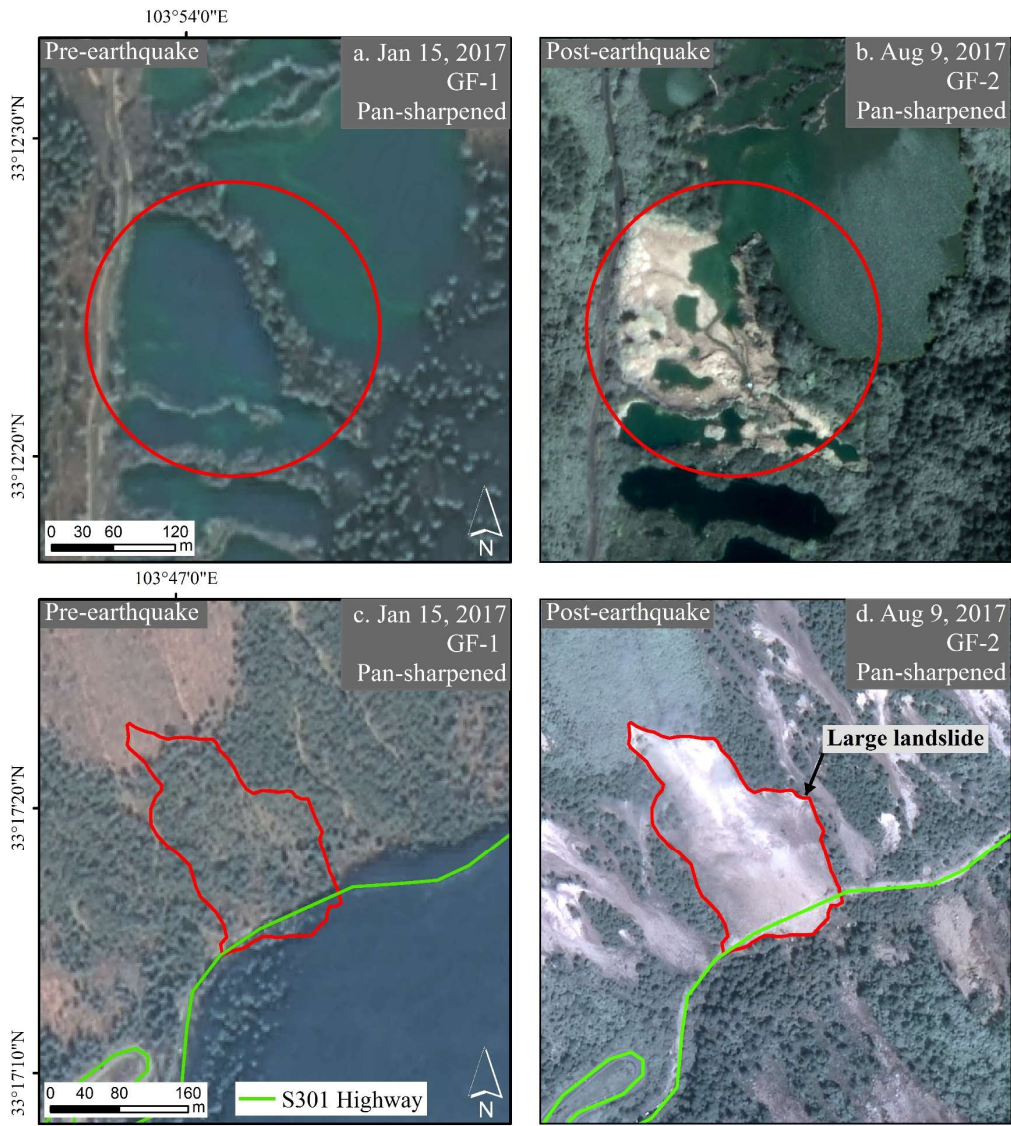 103°54'0"E
Pre-earthquake
a. Jan 15, 2017
GF-1
Pan-sharpened
Post-earthquake
b. Aug 9, 2017
GF-2
Pan-sharpened
33°12'30"N
33°12'20"N
0 30 60 120
m
N
103°47'0"E
Pre-earthquake
c. Jan 15, 2017
GF-1
Pan-sharpened
Post-earthquake
d. Aug 9, 2017
GF-2
Pan-sharpened
Large landslide
33°17'20"N
33°17'10"N
0 40 80 160
m
S301 Highway
N